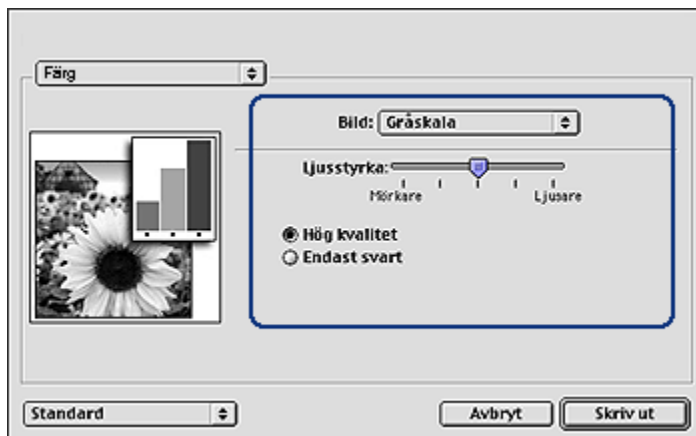 Färg
Bild: Gråskala
Ljusstyrka:
Mörkare Ljusare
Hög kvalitet
Endast svart
Standard Avbryt Skriv ut